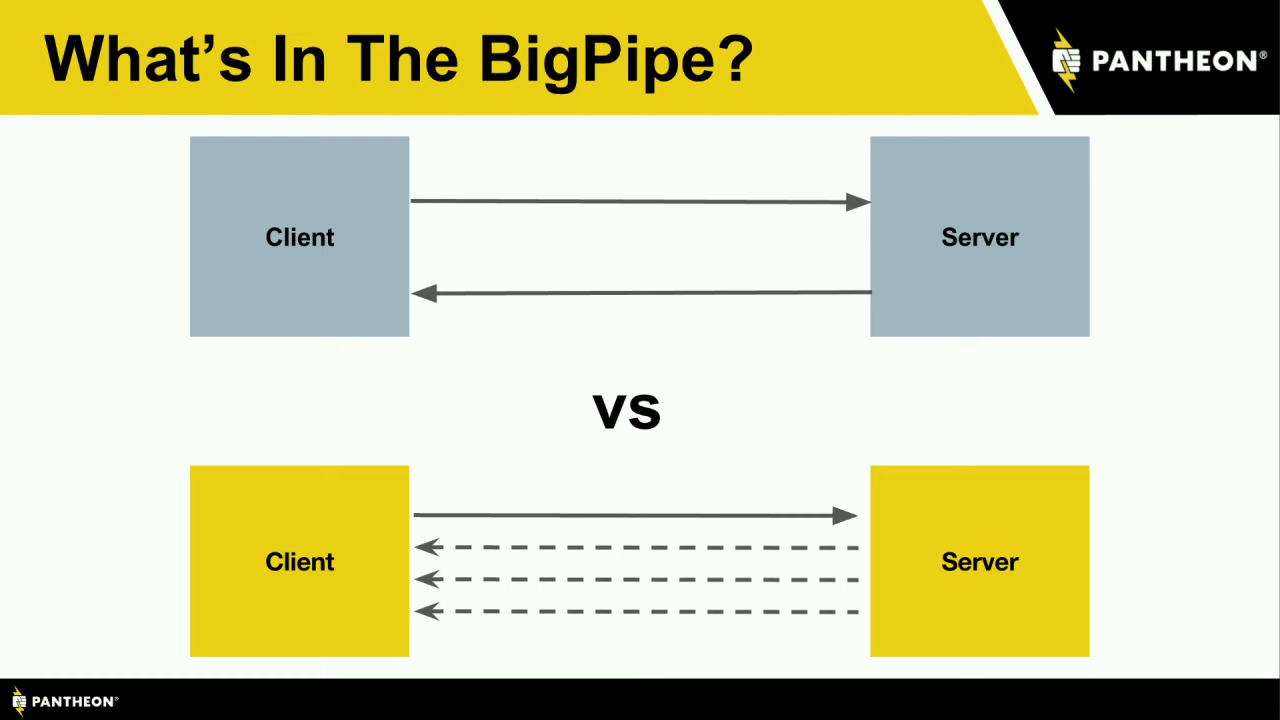 What's In The BigPipe?
PANTHEON®
Client
Server
vs
Client
Server
PANTHEON®